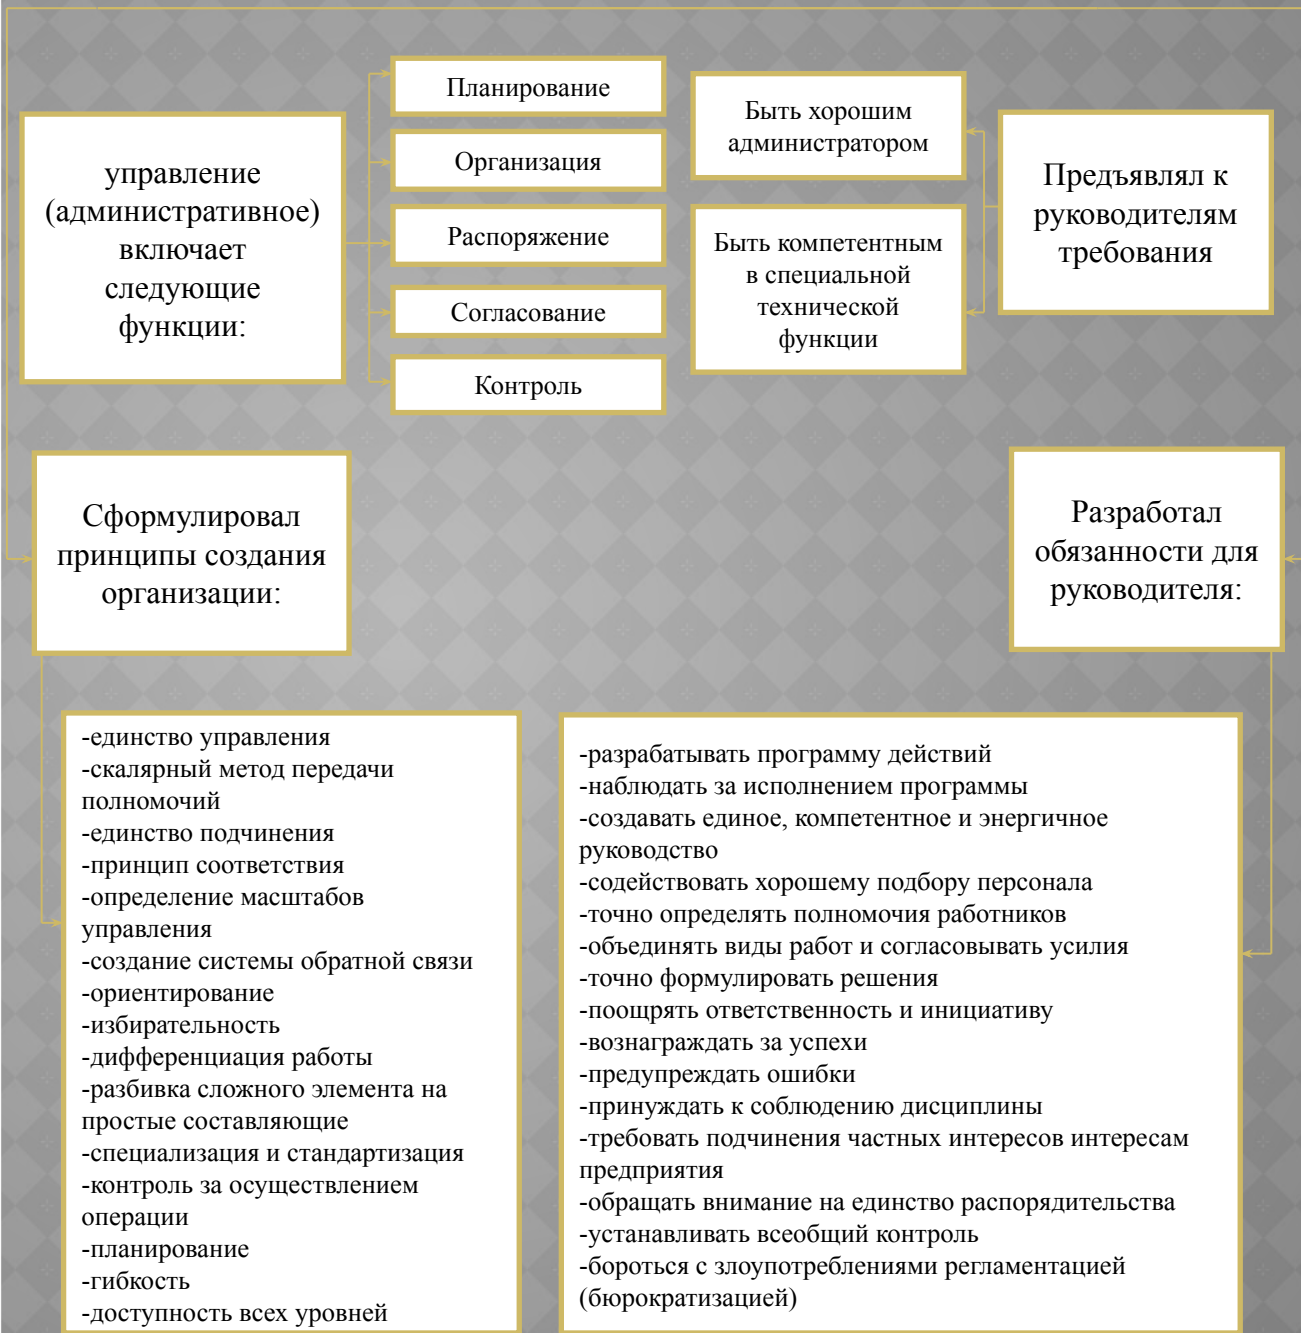 управление
(административное)
включает
следующие
функции:
Планирование
Организация
Распоряжение
Согласование
Контроль
Быть хорошим
администратором
Быть компетентным
в специальной
технической
функции
Предъявлял к
руководителям
требования
Сформулировал
принципы создания
организации:
Разработал
обязанности для
руководителя:
-единство управления
-скалярный метод передачи
полномочий
-единство подчинения
-принцип соответствия
-определение масштабов
управления
-создание системы обратной связи
-ориентирование
-избирательность
-дифференциация работы
-разбивка сложного элемента на
простые составляющие
-специализация и стандартизация
-контроль за осуществлением
операции
-планирование
-гибкость
-доступность всех уровней
-разрабатывать программу действий
-наблюдать за исполнением программы
-создавать единое, компетентное и энергичное
руководство
-содействовать хорошему подбору персонала
-точно определять полномочия работников
-объединять виды работ и согласовывать усилия
-точно формулировать решения
-поощрять ответственность и инициативу
-вознаграждать за успехи
-предупреждать ошибки
-принуждать к соблюдению дисциплины
-требовать подчинения частных интересов интересам
предприятия
-обращать внимание на единство распорядительства
-устанавливать всеобщий контроль
-бороться с злоупотреблениями регламентацией
(бюрократизацией)